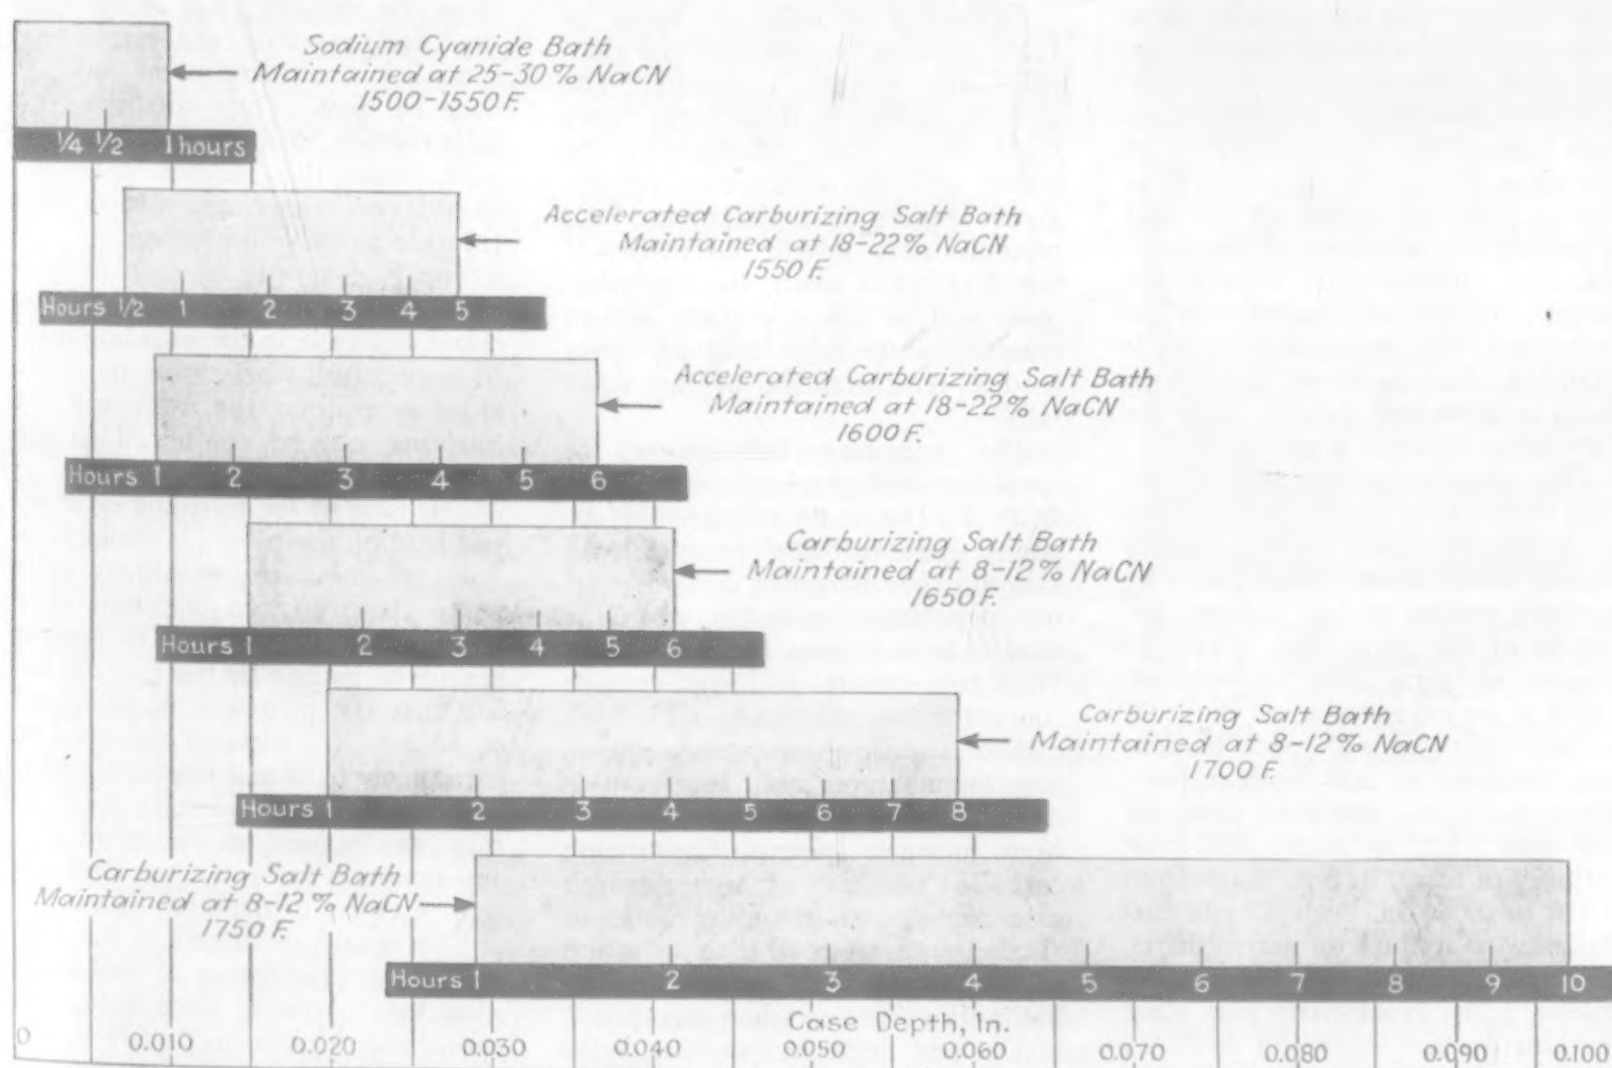 Sodium Cyanide Bath
Maintained at 25-30% NaCN
1500-1550 F.
1/4 1/2 1 hours
Accelerated Carburizing Salt Bath
Maintained at 18-22% NaCN
1550 F.
Hours 1/2 1 2 3 4 5
Accelerated Carburizing Salt Bath
Maintained at 18-22% NaCN
1600 F.
Hours 1 2 3 4 5 6
Carburizing Salt Bath
Maintained at 8-12% NaCN
1650 F.
Hours 1 2 3 4 5 6
Carburizing Salt Bath
Maintained at 8-12% NaCN
1700 F.
Hours 1 2 3 4 5 6 7 8
Carburizing Salt Bath
Maintained at 8-12% NaCN
1750 F.
Hours 1 2 3 4 5 6 7 8 9 10
Case Depth, In.
0 0.010 0.020 0.030 0.040 0.050 0.060 0.070 0.080 0.090 0.100